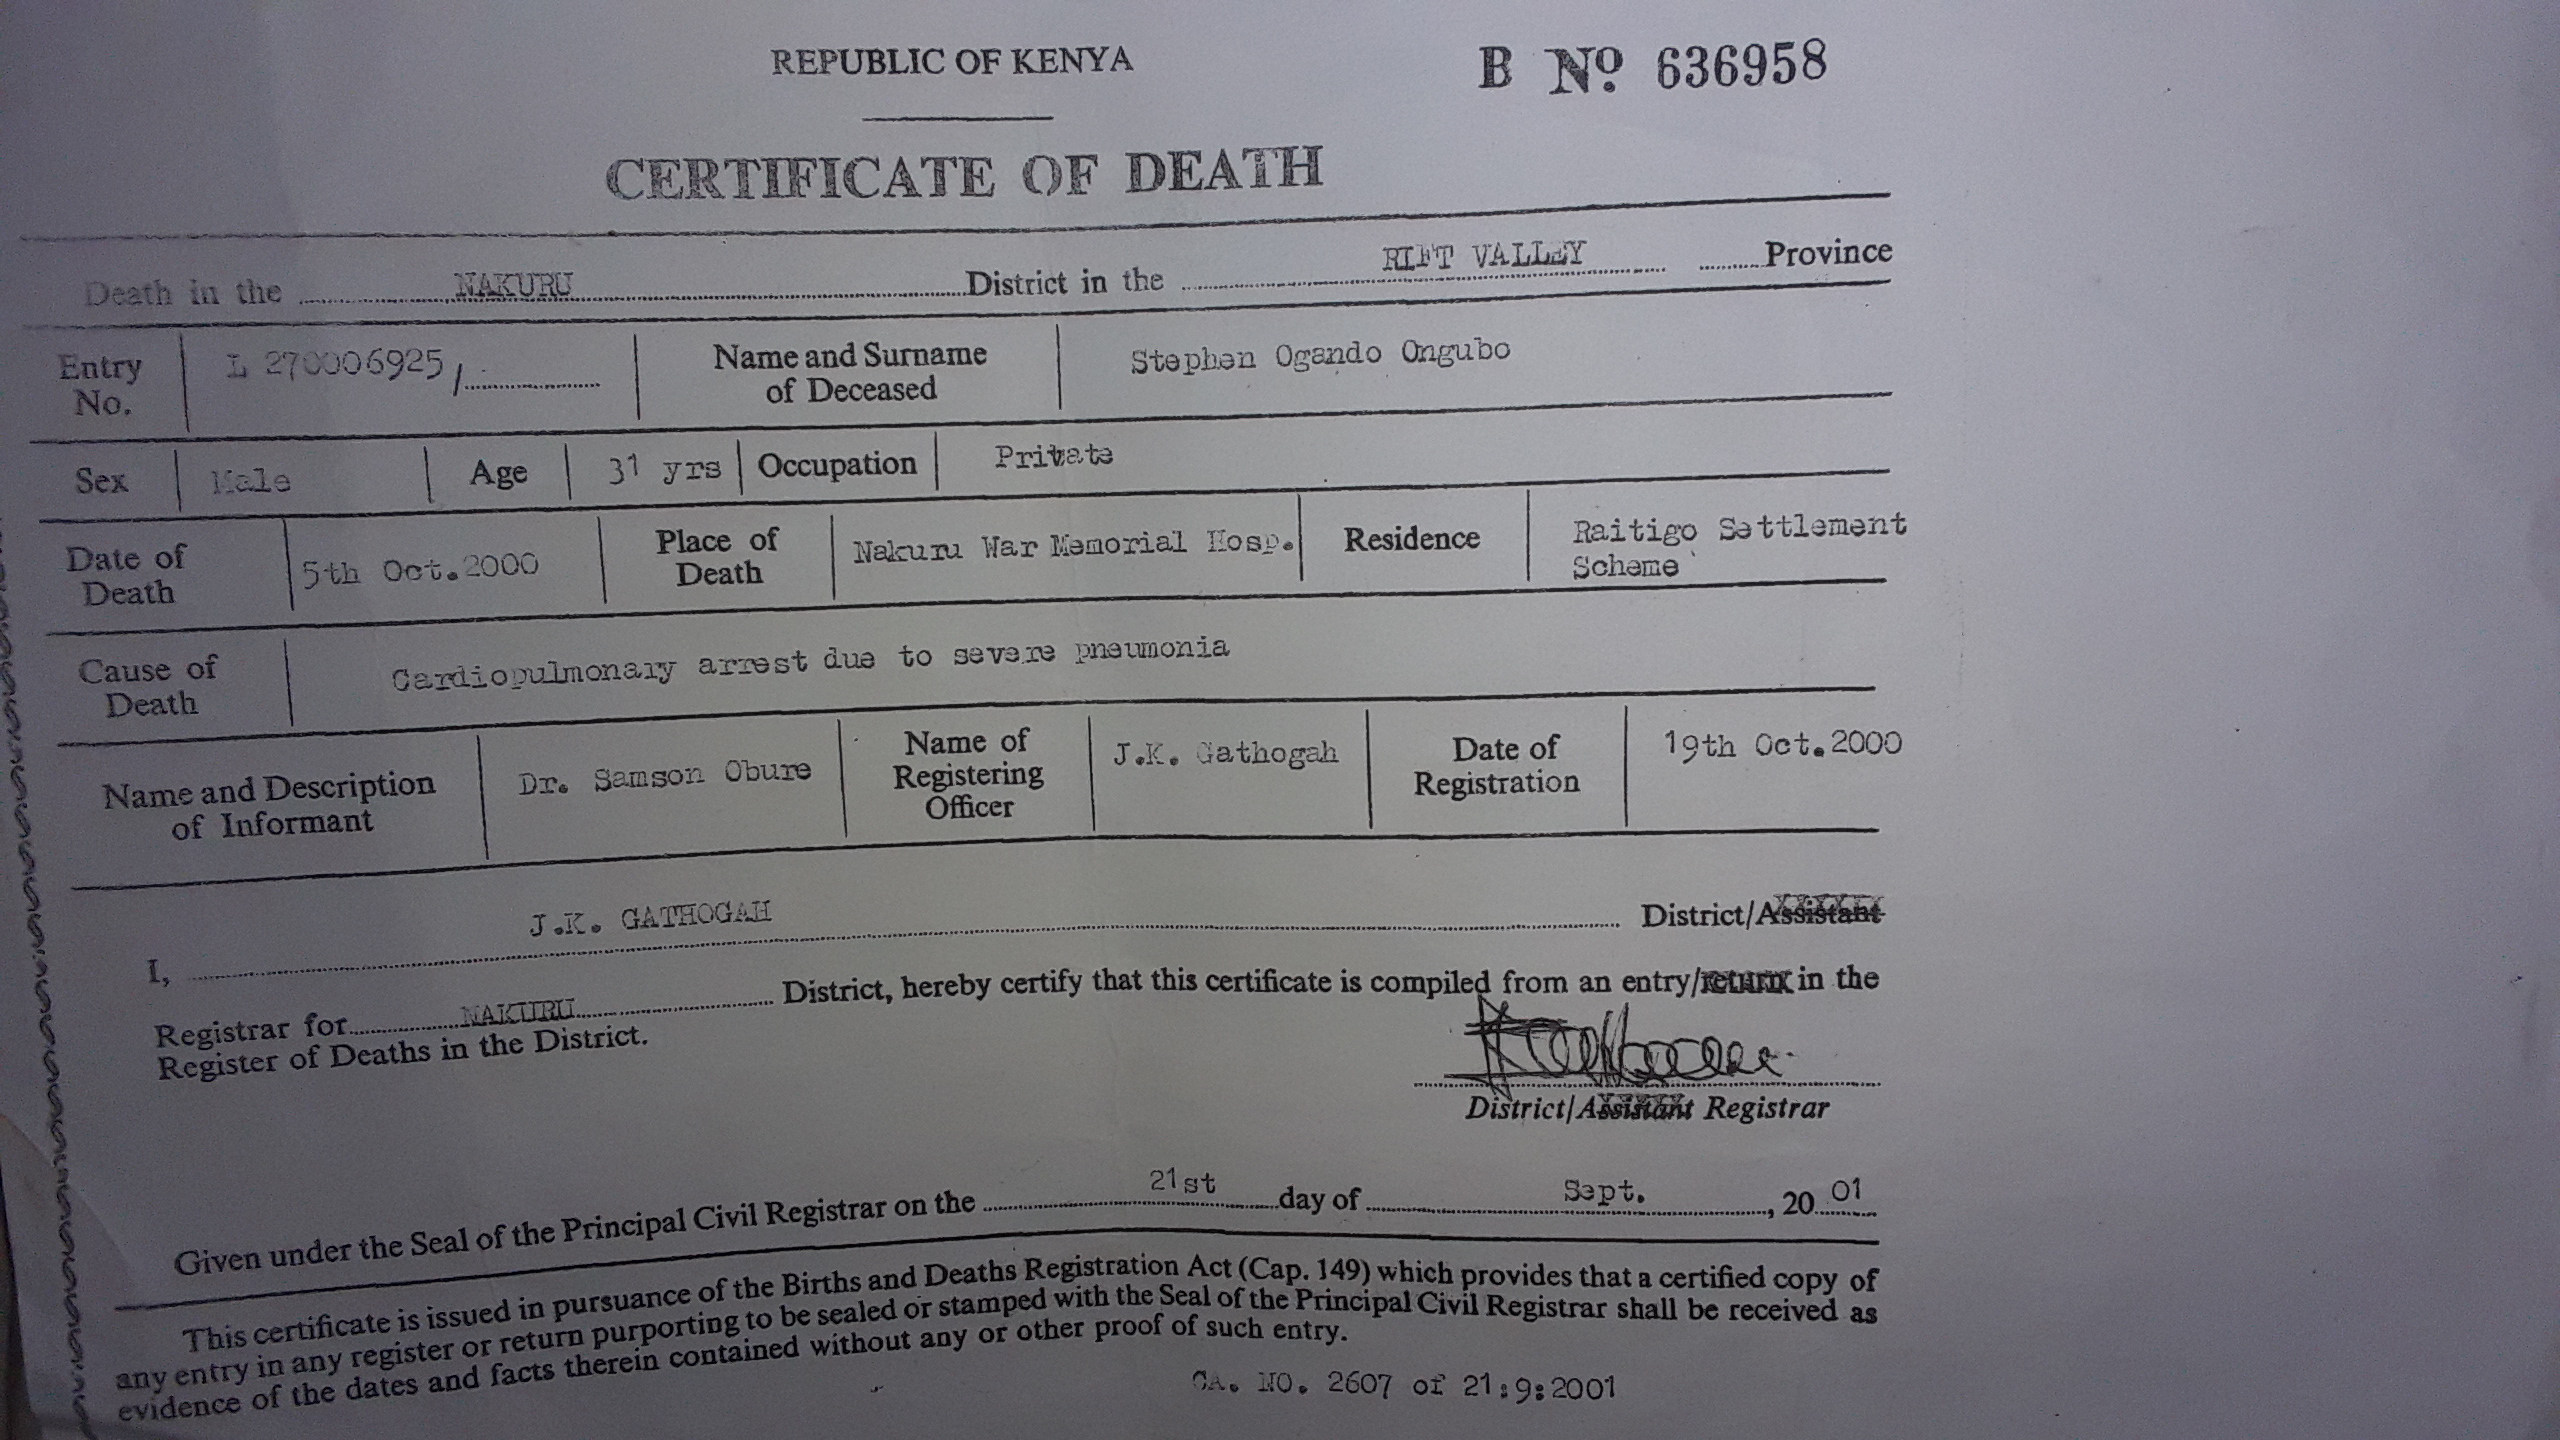 REPUBLIC OF KENYA
B No 636958
CERTIFICATE OF DEATH
Death in the NAKURU District in the RIFT VALLEY Province
Entry No. L 270006925/ Name and Surname of Deceased Stephen Ogando Ongubo
Sex Male Age 31 yrs Occupation Private
Date of Death 5th Oct.2000 Place of Death Nakuru War Memorial Hosp. Residence Raitigo Settlement Scheme
Cause of Death Cardiopulmonary arrest due to severe pneumonia
Name and Description of Informant Dr. Samson Obure Name of Registering Officer J.K. Gathogah Date of Registration 19th Oct.2000
I, J.K. GATHOGAH District/Assistant
Registrar for NAKURU District, hereby certify that this certificate is compiled from an entry/return in the
Register of Deaths in the District.
District/Assistant Registrar
Given under the Seal of the Principal Civil Registrar on the 21st day of Sept., 2001
This certificate is issued in pursuance of the Births and Deaths Registration Act (Cap. 149) which provides that a certified copy of
any entry in any register or return purporting to be sealed or stamped with the Seal of the Principal Civil Registrar shall be received as
evidence of the dates and facts therein contained without any or other proof of such entry.
CA. NO. 2607 of 21:9:2001